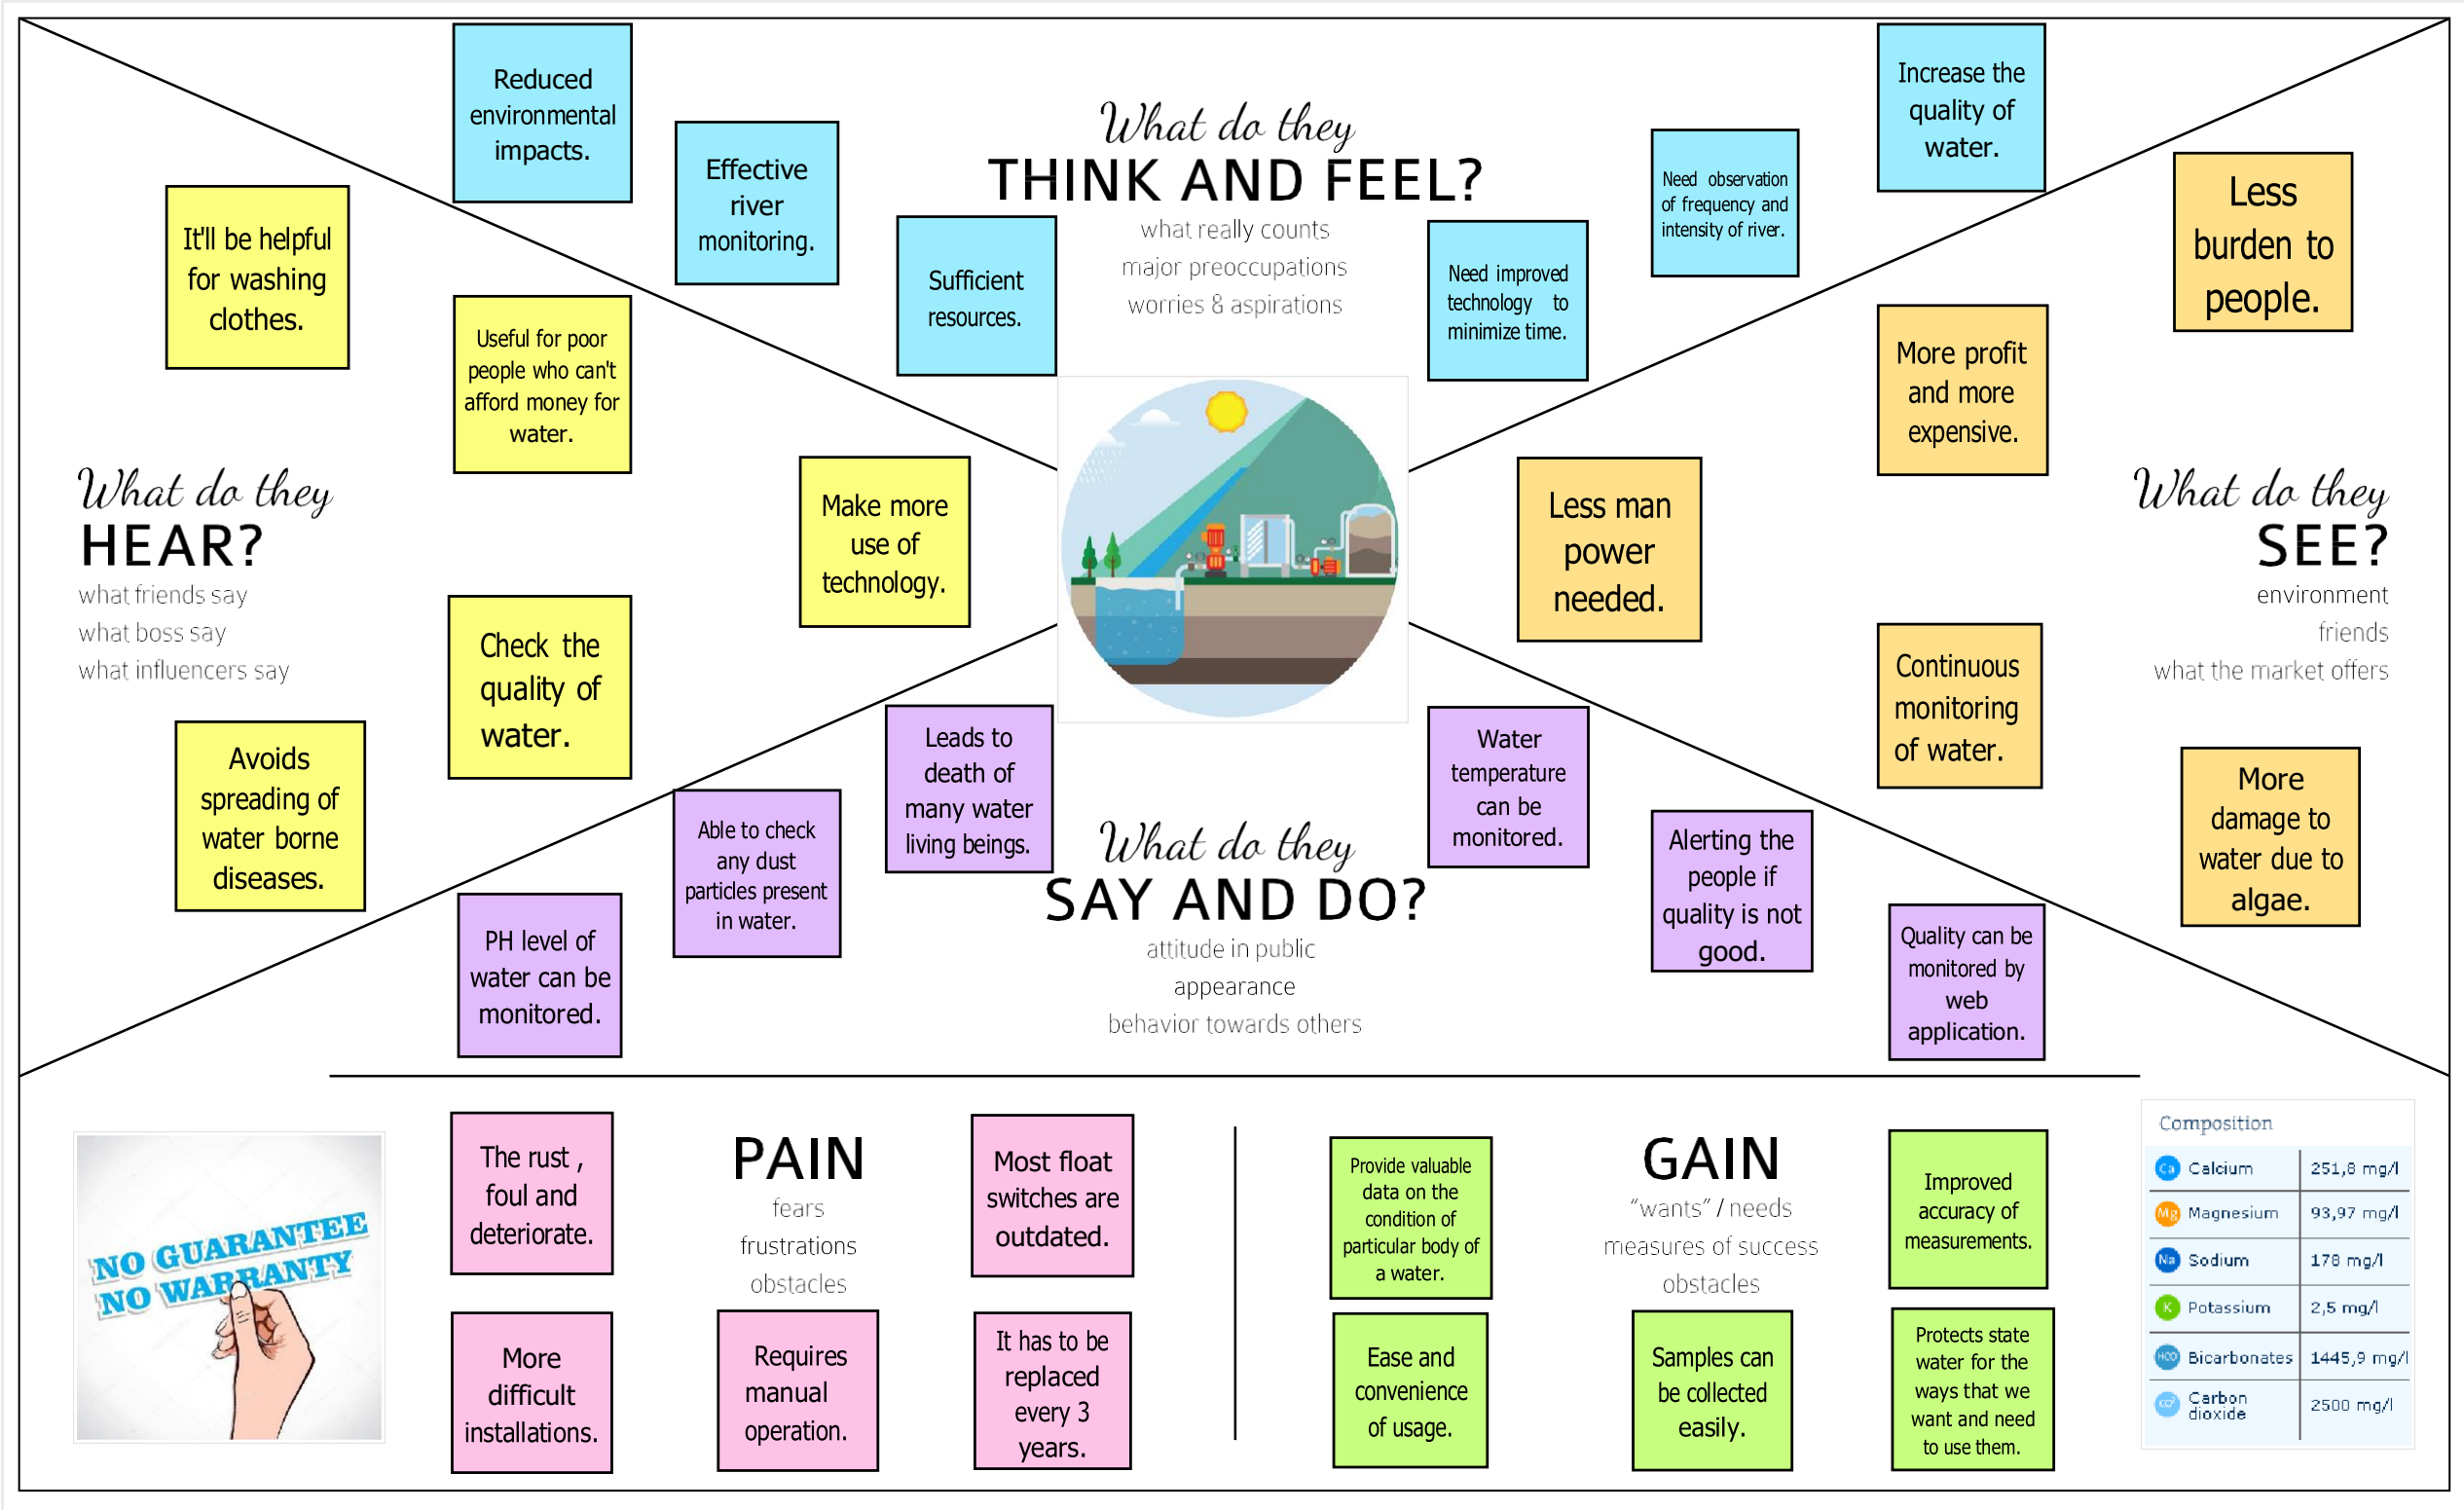 Reduced
environmental
impacts.
Effective
river
monitoring.
Sufficient
resources.
What do they
THINK AND FEEL?
what really counts
major preoccupations
worries & aspirations
Need improved
technology to
minimize time.
Need observation
of frequency and
intensity of river.
Increase the
quality of
water.
It'll be helpful
for washing
clothes.
Useful for poor
people who can't
afford money for
water.
Make more
use of
technology.
What do they
HEAR?
what friends say
what boss say
what influencers say
Check the
quality of
water.
Avoids
spreading of
water borne
diseases.
Less
burden to
people.
More profit
and more
expensive.
Less man
power
needed.
What do they
SEE?
environment
friends
what the market offers
Continuous
monitoring
of water.
More
damage to
water due to
algae.
PH level of
water can be
monitored.
Able to check
any dust
particles present
in water.
Leads to
death of
many water
living beings.
What do they
SAY AND DO?
attitude in public
appearance
behavior towards others
Water
temperature
can be
monitored.
Alerting the
people if
quality is not
good.
Quality can be
monitored by
web
application.
NO GUARANTEE
NO WARRANTY
The rust ,
foul and
deteriorate.
PAIN
fears
frustrations
obstacles
Most float
switches are
outdated.
More
difficult
installations.
Requires
manual
operation.
It has to be
replaced
every 3
years.
Provide valuable
data on the
condition of
particular body of
a water.
GAIN
“wants” / needs
measures of success
obstacles
Improved
accuracy of
measurements.
Ease and
convenience
of usage.
Samples can
be collected
easily.
Protects state
water for the
ways that we
want and need
to use them.
Composition
Ca Calcium 251,8 mg/l
Mg Magnesium 93,97 mg/l
Na Sodium 178 mg/l
K Potassium 2,5 mg/l
HCO Bicarbonates 1445,9 mg/l
CO² Carbon
dioxide 2500 mg/l